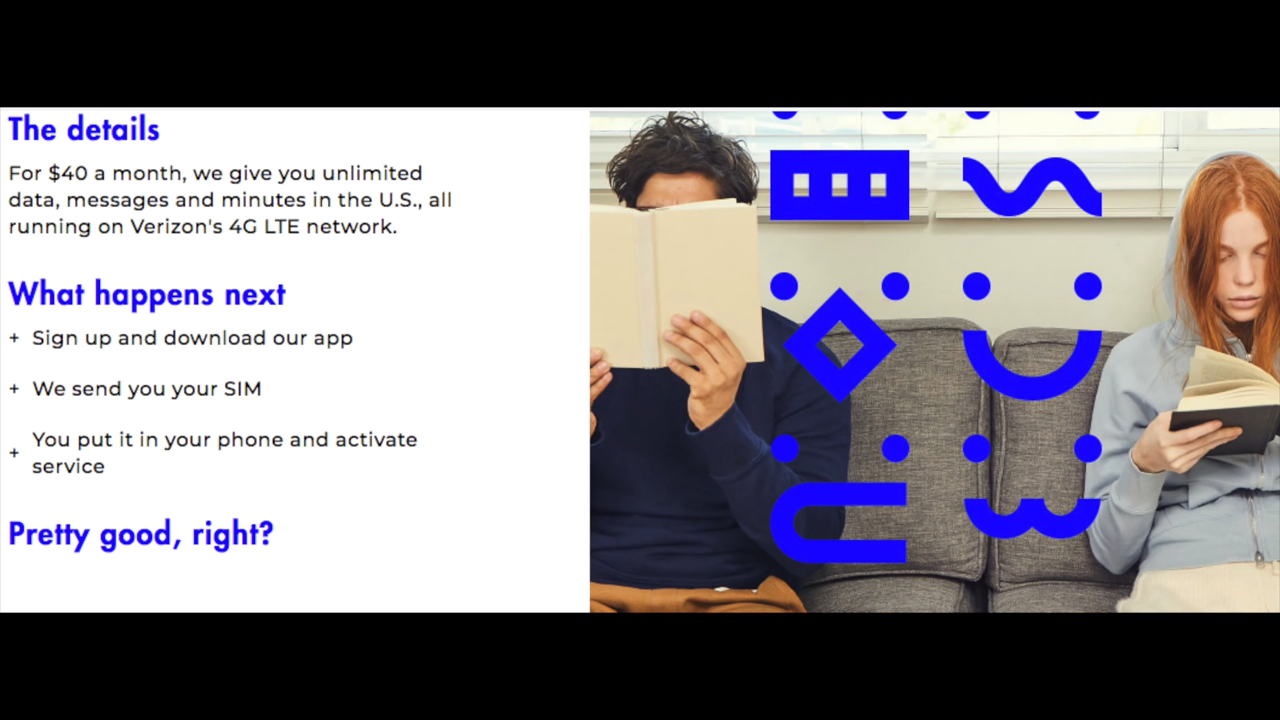 The details
For $40 a month, we give you unlimited
data, messages and minutes in the U.S., all
running on Verizon's 4G LTE network.
What happens next
+ Sign up and download our app
+ We send you your SIM
+ You put it in your phone and activate
service
Pretty good, right?